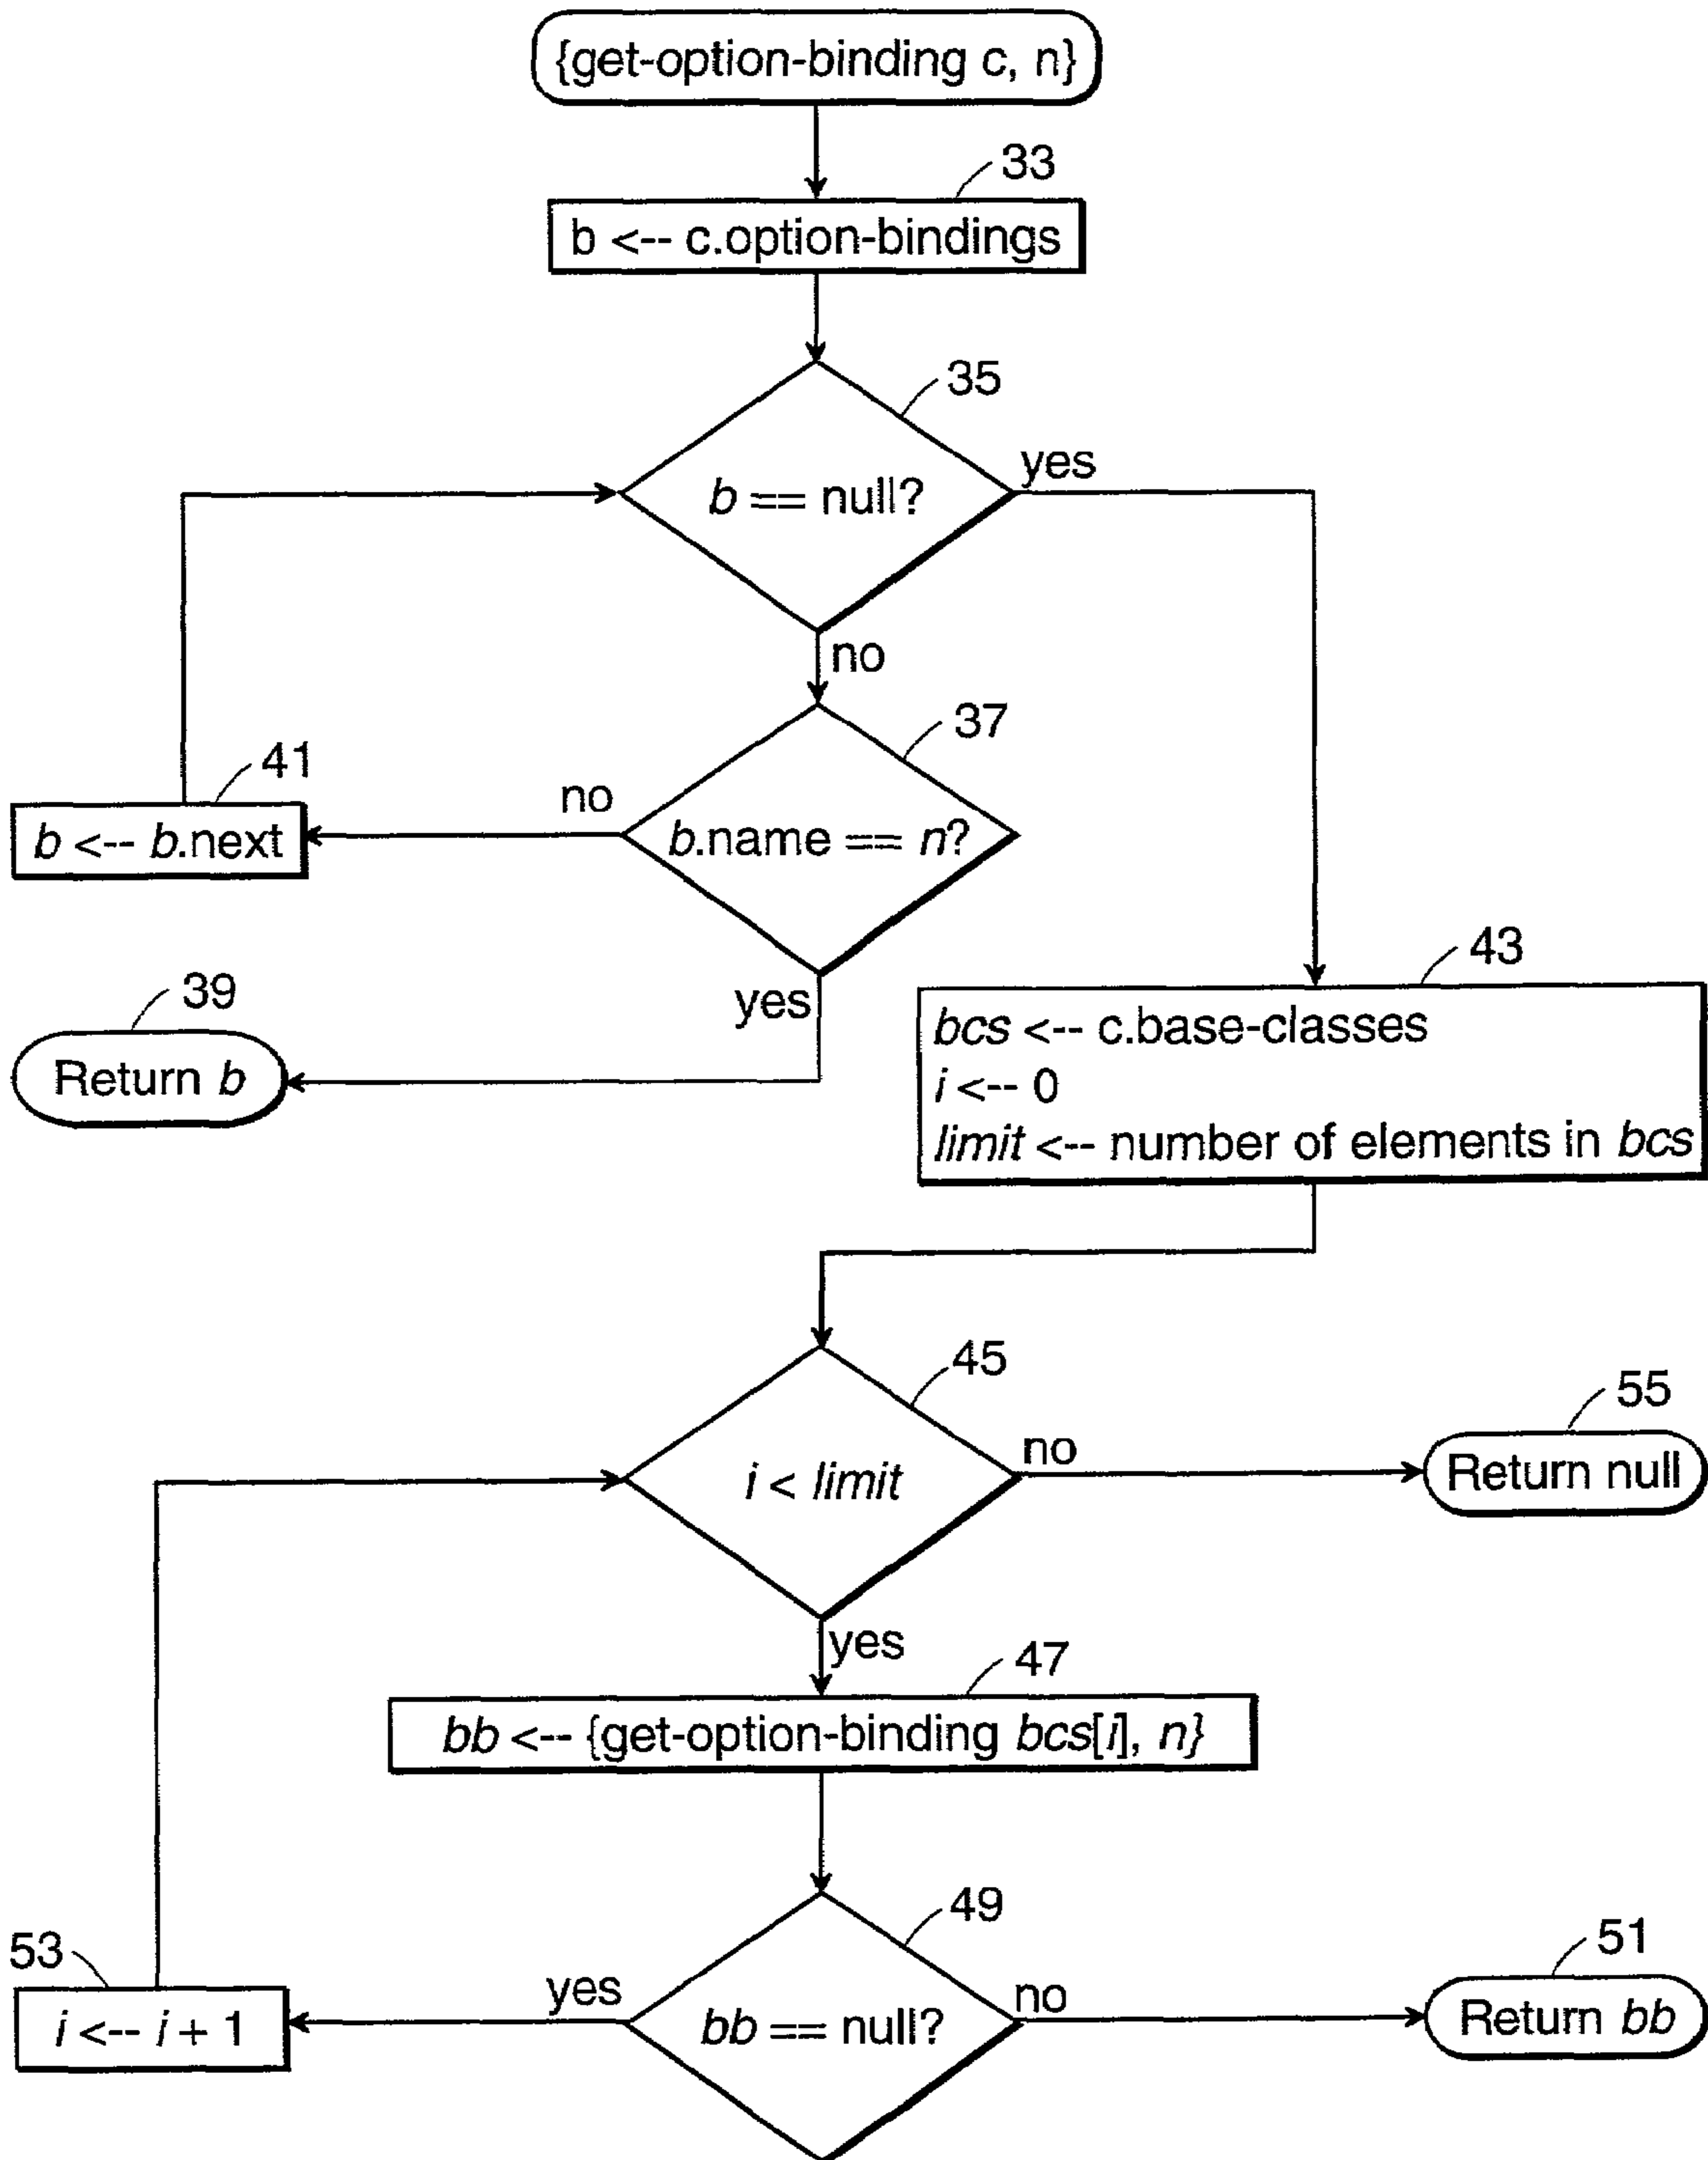 {get-option-binding c, n}
33
b <-- c.option-bindings
35
b == null?
yes
no
37
b.name == n?
no
41
b <-- b.next
yes
39
Return b
43
bcs <-- c.base-classes
i <-- 0
limit <-- number of elements in bcs
45
i < limit
no
55
Return null
yes
47
bb <-- {get-option-binding bcs[i], n}
49
bb == null?
yes
53
i <-- i + 1
no
51
Return bb